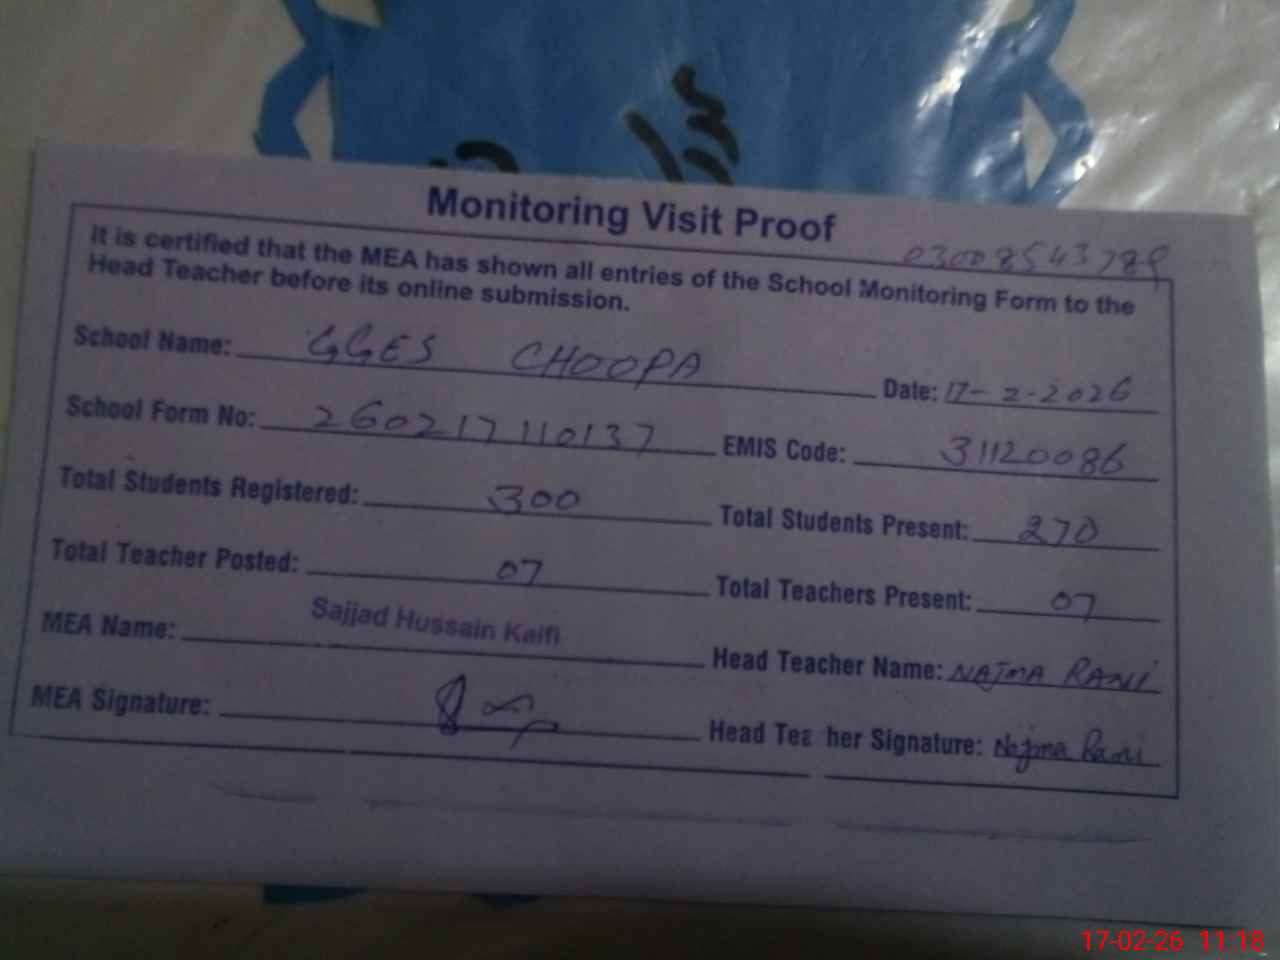 Monitoring Visit Proof
03008543789
It is certified that the MEA has shown all entries of the School Monitoring Form to the
Head Teacher before its online submission.
School Name: GGES CHOOPA Date: 17-2-2026
School Form No: 260217110137 EMIS Code: 31120086
Total Students Registered: 300 Total Students Present: 270
Total Teacher Posted: 07 Total Teachers Present: 07
MEA Name: Sajjad Hussain Kaifi Head Teacher Name: NAJMA RANI
MEA Signature: Head Teacher Signature: Najma Rani
17-02-26 11:18